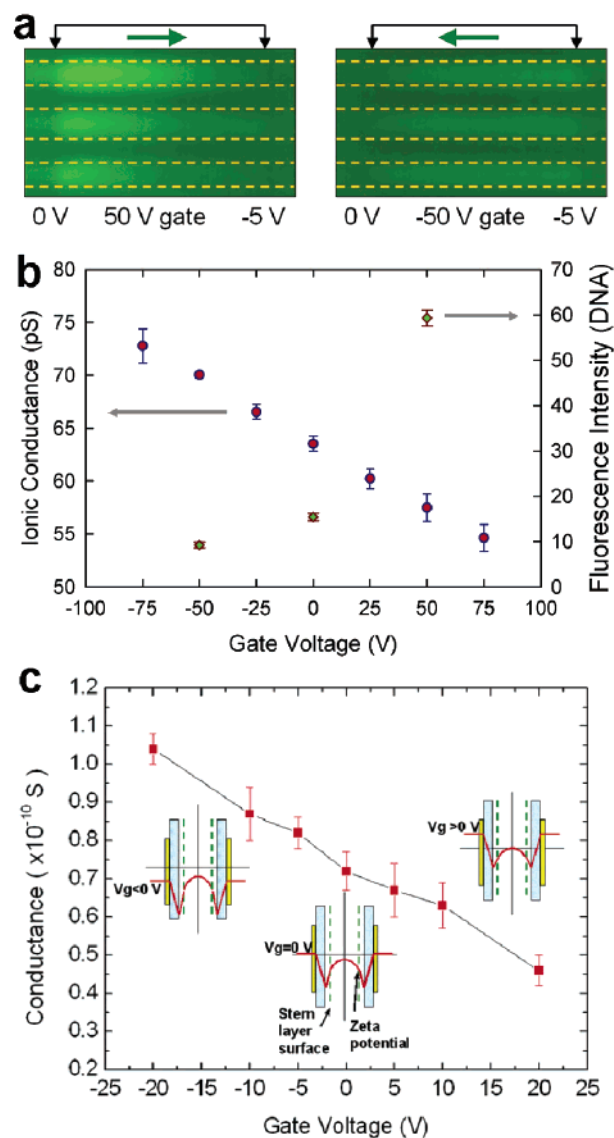 a
0 V 50 V gate -5 V
0 V -50 V gate -5 V
b
Ionic Conductance (pS)
80
75
70
65
60
55
50
Fluorescence Intensity (DNA)
70
60
50
40
30
20
10
0
-100 -75 -50 -25 0 25 50 75 100
Gate Voltage (V)
c
Conductance ( x10⁻¹⁰ S)
1.2
1.1
1.0
0.9
0.8
0.7
0.6
0.5
0.4
0.3
0.2
Vg<0 V
Vg=0 V
Vg >0 V
Stern
layer
surface
Zeta
potential
-25 -20 -15 -10 -5 0 5 10 15 20 25
Gate Voltage (V)